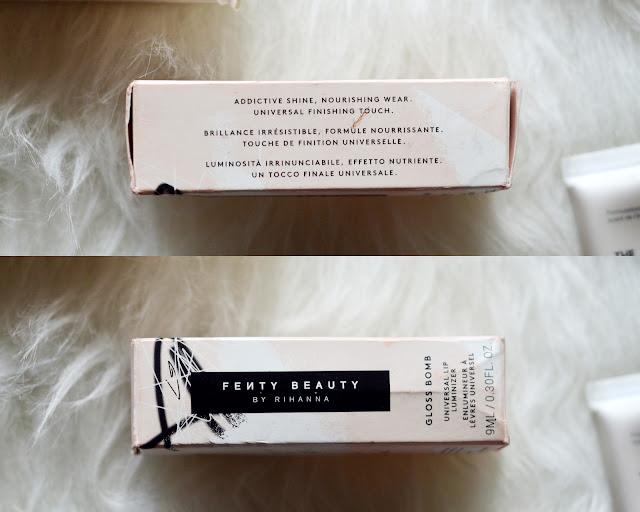 ADDICTIVE SHINE, NOURISHING WEAR.
UNIVERSAL FINISHING TOUCH.
BRILLANCE IRRÉSISTIBLE, FORMULE NOURRISSANTE.
TOUCHE DE FINITION UNIVERSELLE.
LUMINOSITÀ IRRINUNCIABILE, EFFETTO NUTRIENTE.
UN TOCCO FINALE UNIVERSALE.
THE
FENTY BEAUTY
BY RIHANNA
GLOSS BOMB
UNIVERSAL LIP
LUMINIZER
ENLUMINEUR À
LÈVRES UNIVERSEL
9ML / 0.30FL. OZ.